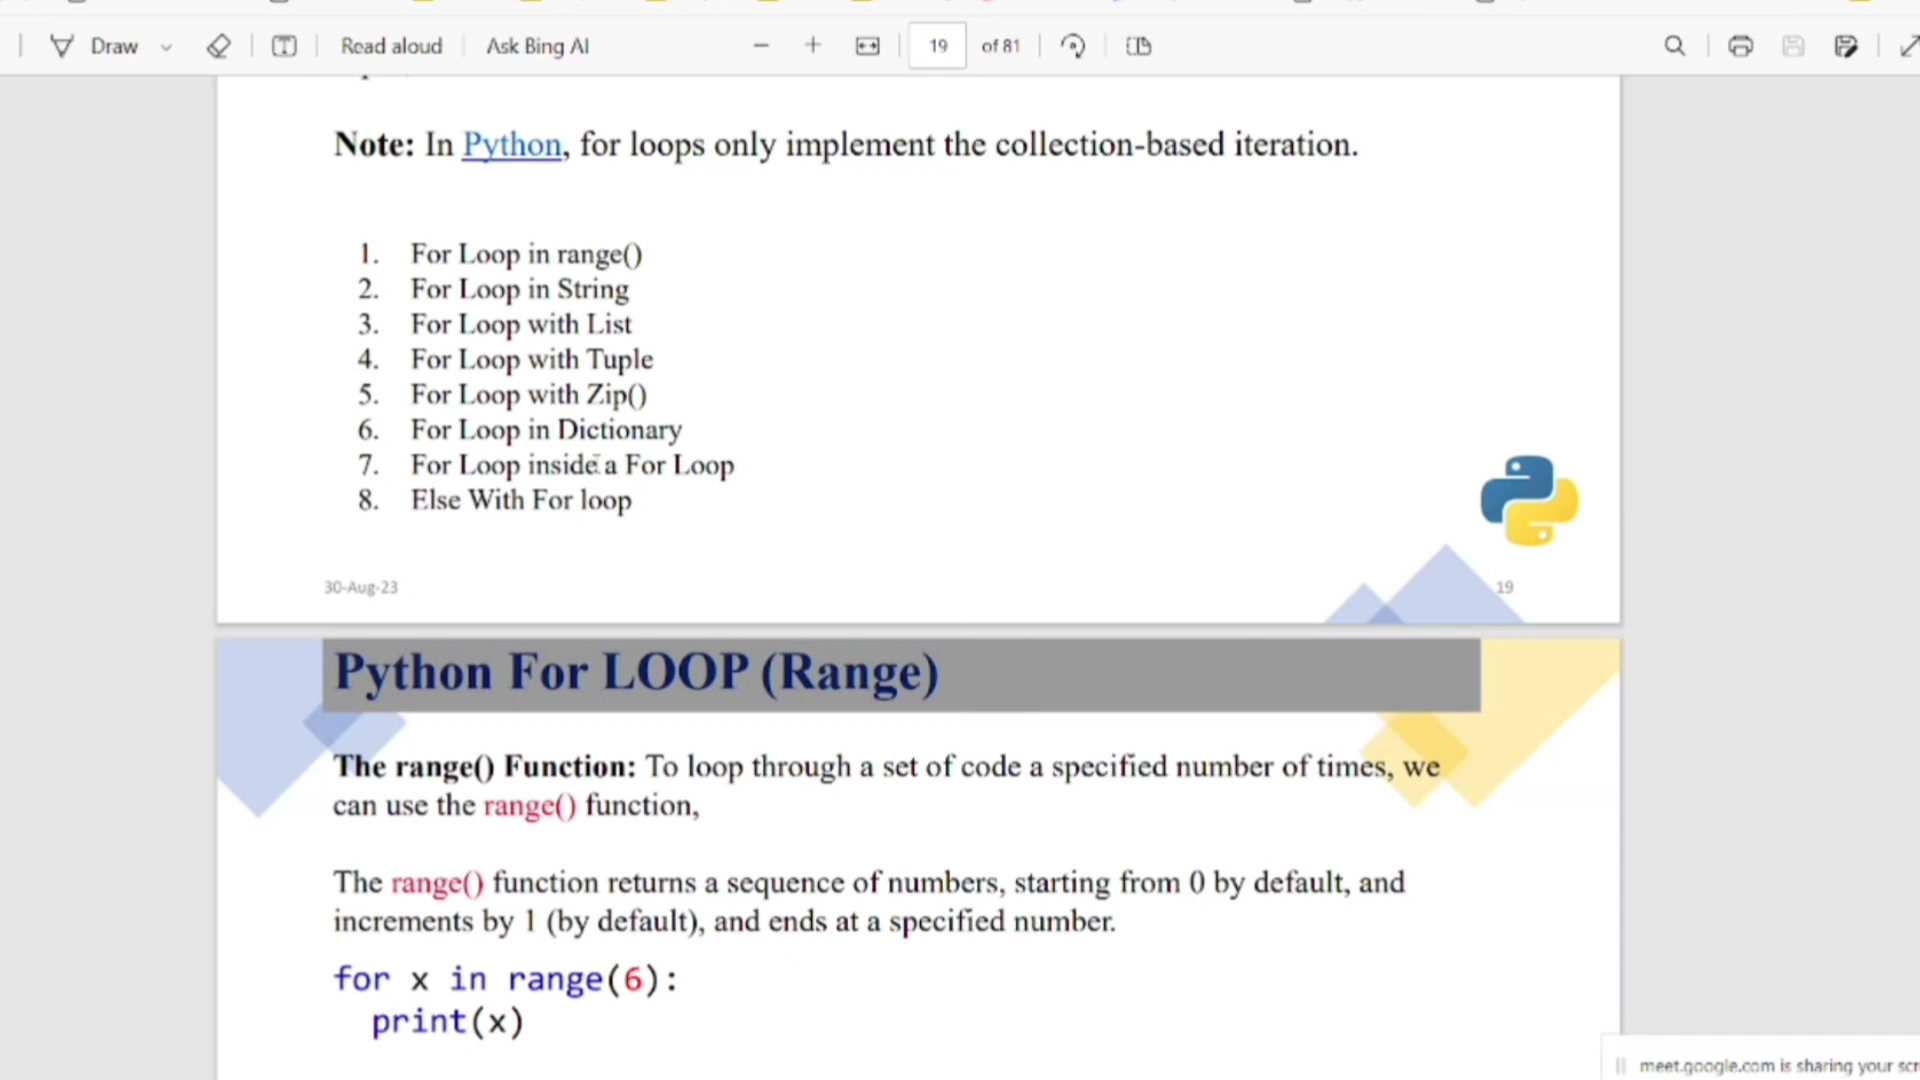 Draw
Read aloud
Ask Bing AI
19
of 81
Note: In Python, for loops only implement the collection-based iteration.
1. For Loop in range()
2. For Loop in String
3. For Loop with List
4. For Loop with Tuple
5. For Loop with Zip()
6. For Loop in Dictionary
7. For Loop inside a For Loop
8. Else With For loop
30-Aug-23
19
Python For LOOP (Range)
The range() Function: To loop through a set of code a specified number of times, we
can use the range() function,
The range() function returns a sequence of numbers, starting from 0 by default, and
increments by 1 (by default), and ends at a specified number.
for x in range(6):
print(x)
meet.google.com is sharing your scr